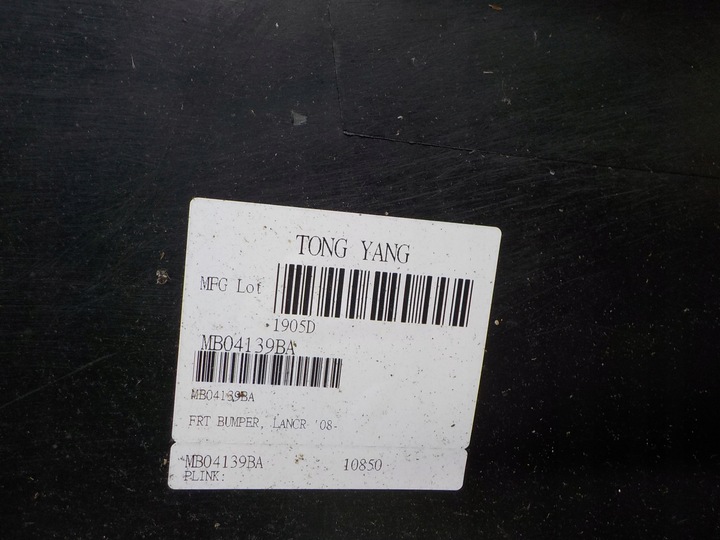 TONG YANG
MFG Lot
1905D
MB04139BA
MB04139BA
FRT BUMPER, LANCR '08-
MB04139BA 10850
PLINK: